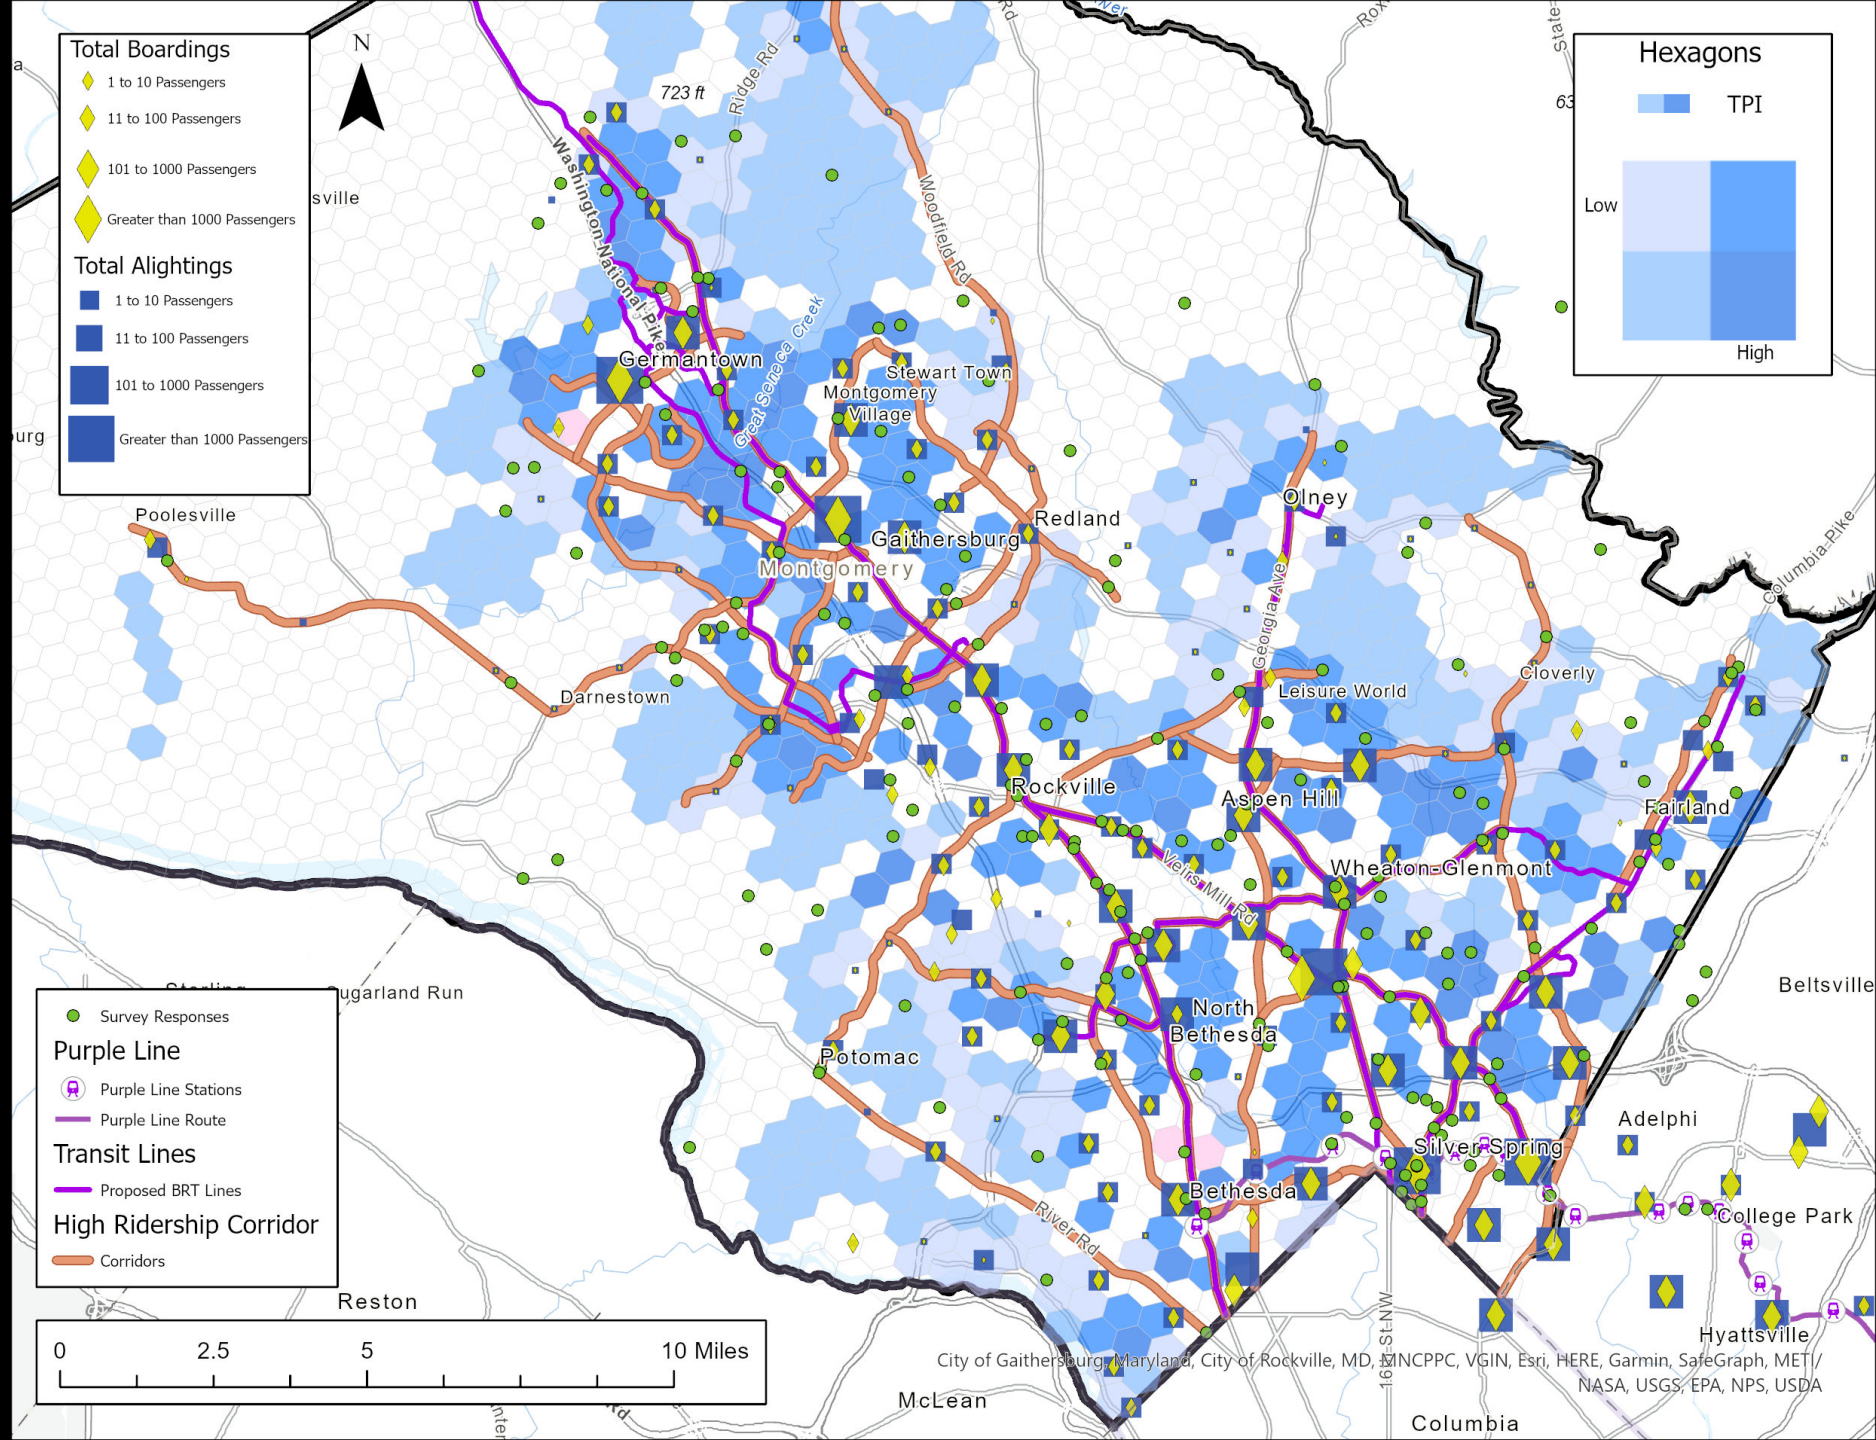 Total Boardings
1 to 10 Passengers
11 to 100 Passengers
101 to 1000 Passengers
Greater than 1000 Passengers
Total Alightings
1 to 10 Passengers
11 to 100 Passengers
101 to 1000 Passengers
Greater than 1000 Passengers
N
723 ft
Ridge Rd
Rd
Rox
State
63
Hexagons
TPI
Low
High
a
sville
urg
Washington-National-Pike
Woodfield Rd
Great Seneca Creek
Germantown
Stewart Town
Montgomery
Village
Olney
Poolesville
Redland
Gaithersburg
Montgomery
Georgia Ave
Columbia-Pike
Darnestown
Leisure World
Cloverly
Rockville
Aspen Hill
Fairland
Veirs Mill Rd
Wheaton-Glenmont
Sterling
Sugarland Run
Beltsville
North
Bethesda
Potomac
Adelphi
Silver Spring
Bethesda
College Park
River Rd
Survey Responses
Purple Line
Purple Line Stations
Purple Line Route
Transit Lines
Proposed BRT Lines
High Ridership Corridor
Corridors
Reston
16th St NW
Hyattsville
0 2.5 5 10 Miles
City of Gaithersburg, Maryland, City of Rockville, MD, MNCPPC, VGIN, Esri, HERE, Garmin, SafeGraph, METI/
NASA, USGS, EPA, NPS, USDA
McLean
Rd
Columbia